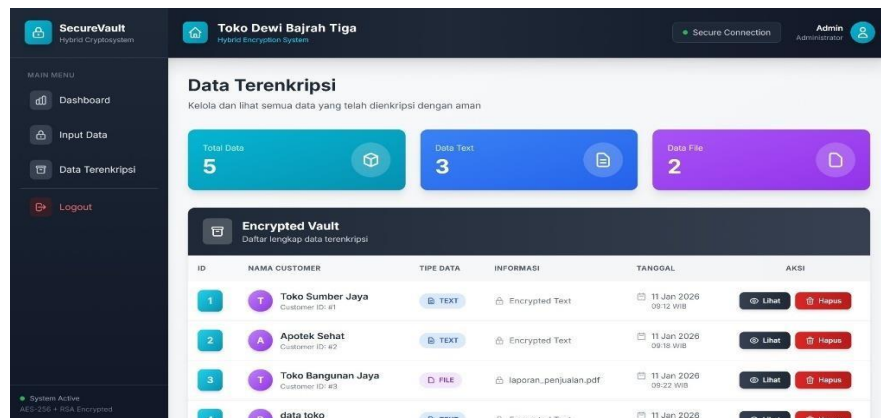 SecureVault
Hybrid Cryptosystem
Toko Dewi Bajrah Tiga
Hybrid Encryption System
Secure Connection
Admin
Administrator
MAIN MENU
Dashboard
Input Data
Data Terenkripsi
Logout
System Active
AES-256 + RSA Encrypted
Data Terenkripsi
Kelola dan lihat semua data yang telah dienkripsi dengan aman
Total Data
5
Data Text
3
Data File
2
Encrypted Vault
Daftar lengkap data terenkripsi
ID NAMA CUSTOMER TIPE DATA INFORMASI TANGGAL AKSI
1 T Toko Sumber Jaya TEXT Encrypted Text 11 Jan 2026 Lihat Hapus
Customer ID: #1 09:12 WIB
2 A Apotek Sehat TEXT Encrypted Text 11 Jan 2026 Lihat Hapus
Customer ID: #2 09:18 WIB
3 T Toko Bangunan Jaya FILE laporan_penjualan.pdf 11 Jan 2026 Lihat Hapus
Customer ID: #3 09:22 WIB
data toko 11 Jan 2026